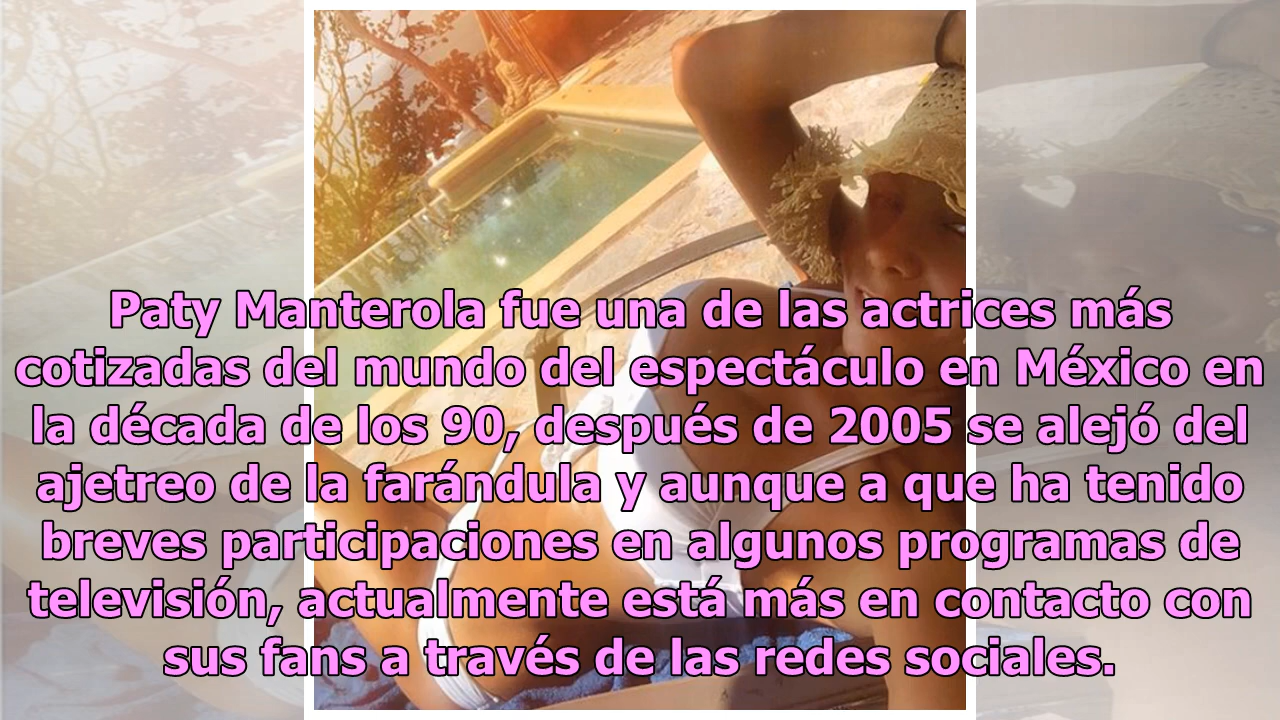 Paty Manterola fue una de las actrices más
cotizadas del mundo del espectáculo en México en
la década de los 90, después de 2005 se alejó del
ajetreo de la farándula y aunque a que ha tenido
breves participaciones en algunos programas de
televisión, actualmente está más en contacto con
sus fans a través de las redes sociales.